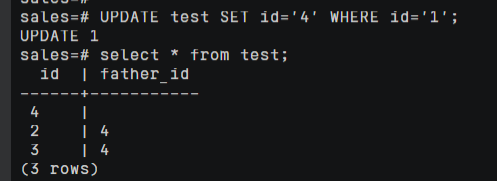 sales=# UPDATE test SET id='4' WHERE id='1';
UPDATE 1
sales=# select * from test;
  id  | father_id
------+-----------
 4    |
 2    | 4
 3    | 4
(3 rows)